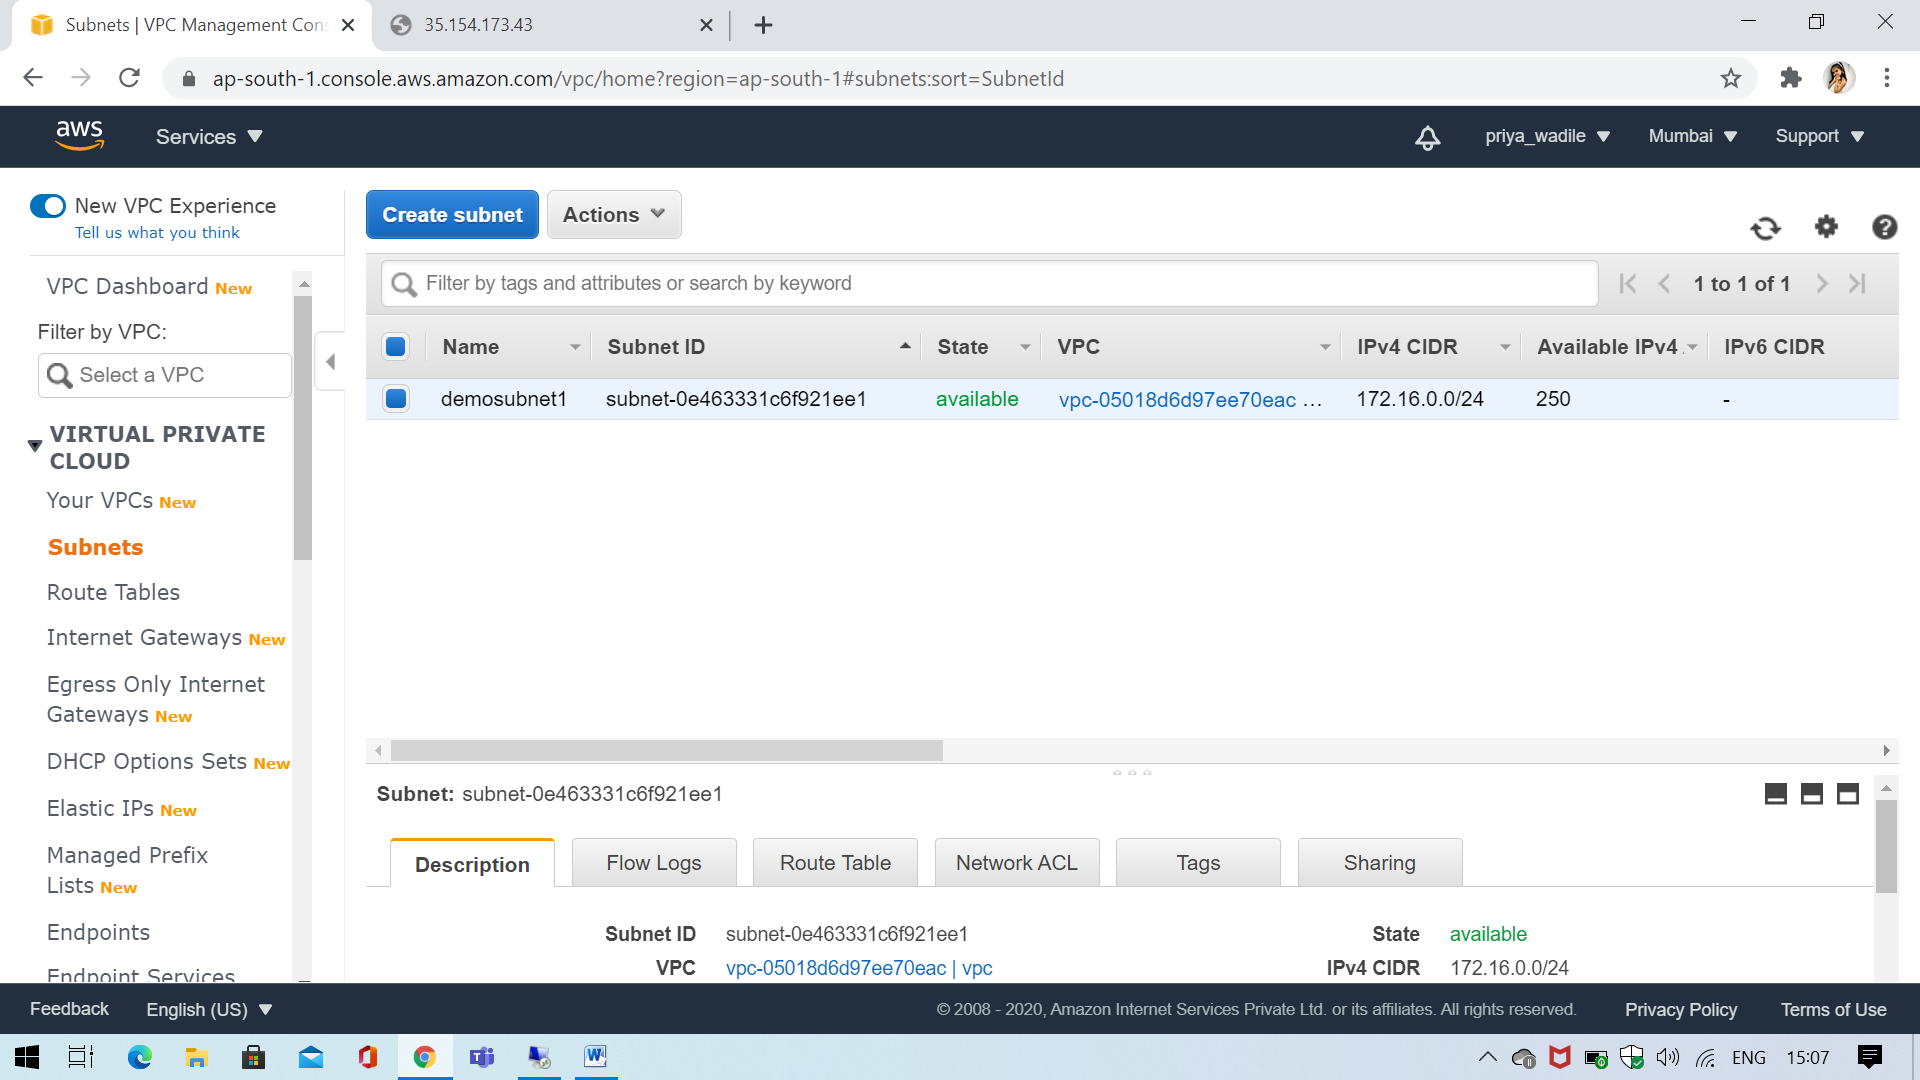 Subnets | VPC Management Cons
35.154.173.43
ap-south-1.console.aws.amazon.com/vpc/home?region=ap-south-1#subnets:sort=SubnetId
aws
Services
priya_wadile
Mumbai
Support
New VPC Experience
Tell us what you think
VPC Dashboard New
Filter by VPC:
Select a VPC
VIRTUAL PRIVATE
CLOUD
Your VPCs New
Subnets
Route Tables
Internet Gateways New
Egress Only Internet
Gateways New
DHCP Options Sets New
Elastic IPs New
Managed Prefix
Lists New
Endpoints
Endpoint Services
Create subnet
Actions
Filter by tags and attributes or search by keyword
1 to 1 of 1
Name Subnet ID State VPC IPv4 CIDR Available IPv4 IPv6 CIDR
demosubnet1 subnet-0e463331c6f921ee1 available vpc-05018d6d97ee70eac ... 172.16.0.0/24 250 -
Subnet: subnet-0e463331c6f921ee1
Description Flow Logs Route Table Network ACL Tags Sharing
Subnet ID subnet-0e463331c6f921ee1 State available
VPC vpc-05018d6d97ee70eac | vpc IPv4 CIDR 172.16.0.0/24
Feedback English (US) © 2008 - 2020, Amazon Internet Services Private Ltd. or its affiliates. All rights reserved. Privacy Policy Terms of Use
ENG 15:07